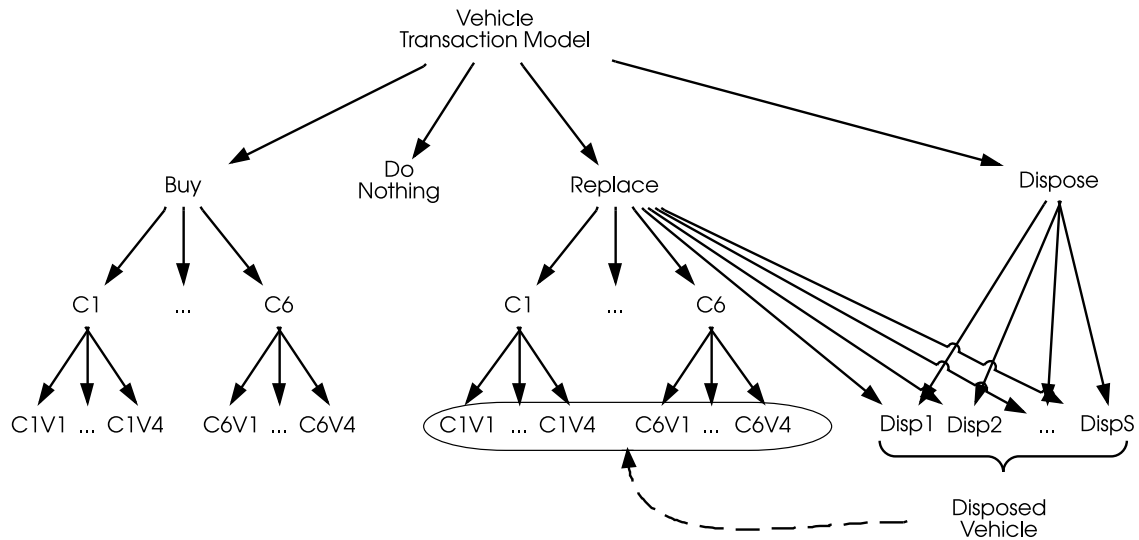 Vehicle
Transaction Model
Buy
Do
Nothing
Replace
Dispose
C1 ... C6
C1 ... C6
C1V1 ... C1V4 C6V1 ... C6V4
C1V1 ... C1V4 C6V1 ... C6V4
Disp1 Disp2 ... DispS
Disposed
Vehicle